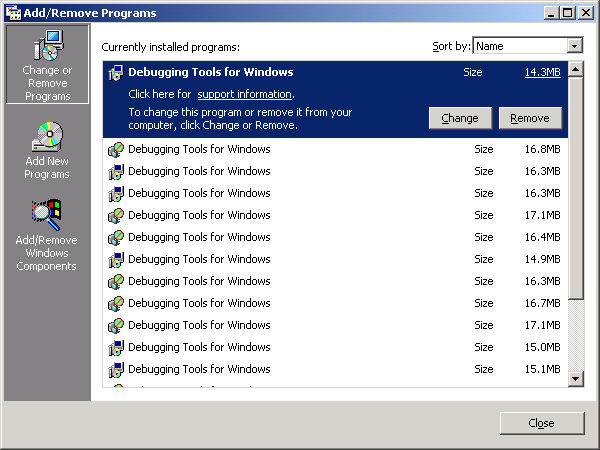 Add/Remove Programs
Change or
Remove
Programs
Add New
Programs
Add/Remove
Windows
Components
Currently installed programs:
Sort by: Name
Debugging Tools for Windows Size 14.3MB
Click here for support information.
To change this program or remove it from your
computer, click Change or Remove.
Change Remove
Debugging Tools for Windows Size 16.8MB
Debugging Tools for Windows Size 16.3MB
Debugging Tools for Windows Size 16.3MB
Debugging Tools for Windows Size 17.1MB
Debugging Tools for Windows Size 16.4MB
Debugging Tools for Windows Size 14.9MB
Debugging Tools for Windows Size 16.3MB
Debugging Tools for Windows Size 16.7MB
Debugging Tools for Windows Size 17.1MB
Debugging Tools for Windows Size 15.0MB
Debugging Tools for Windows Size 15.1MB
Debugging Tools for Windows
Close